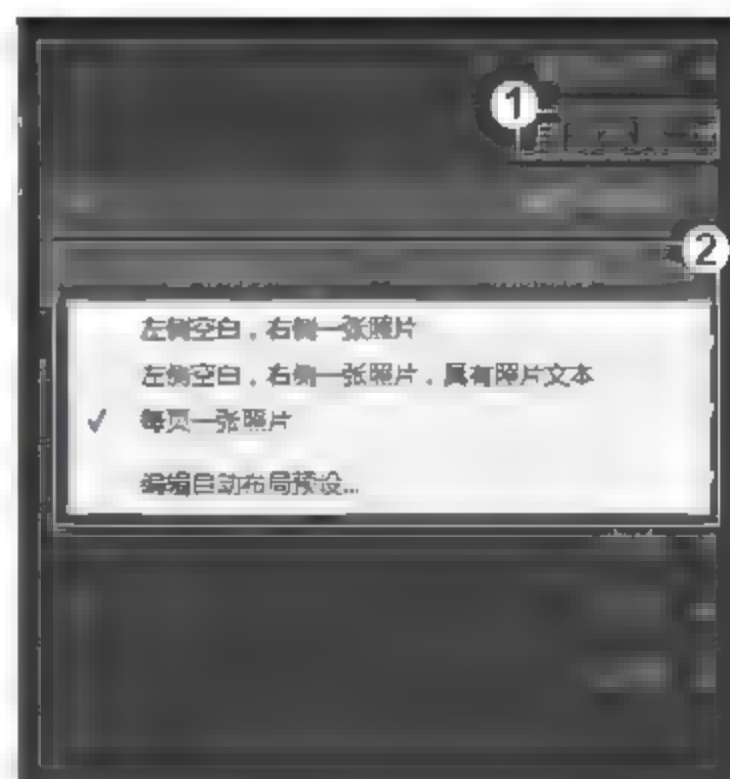 1
2
左侧空白，右侧一张照片
左侧空白，右侧一张照片，具有照片文本
✓ 每页一张照片
编辑自动布局预设...